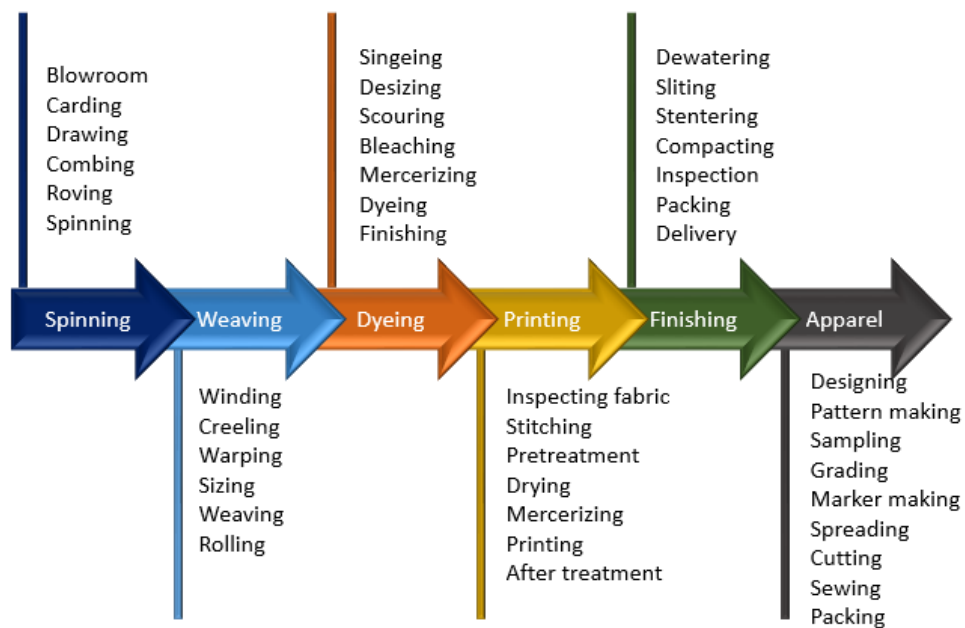 Blowroom
Carding
Drawing
Combing
Roving
Spinning
Singeing
Desizing
Scouring
Bleaching
Mercerizing
Dyeing
Finishing
Dewatering
Sliting
Stentering
Compacting
Inspection
Packing
Delivery
Spinning
Weaving
Dyeing
Printing
Finishing
Apparel
Winding
Creeling
Warping
Sizing
Weaving
Rolling
Inspecting fabric
Stitching
Pretreatment
Drying
Mercerizing
Printing
After treatment
Designing
Pattern making
Sampling
Grading
Marker making
Spreading
Cutting
Sewing
Packing